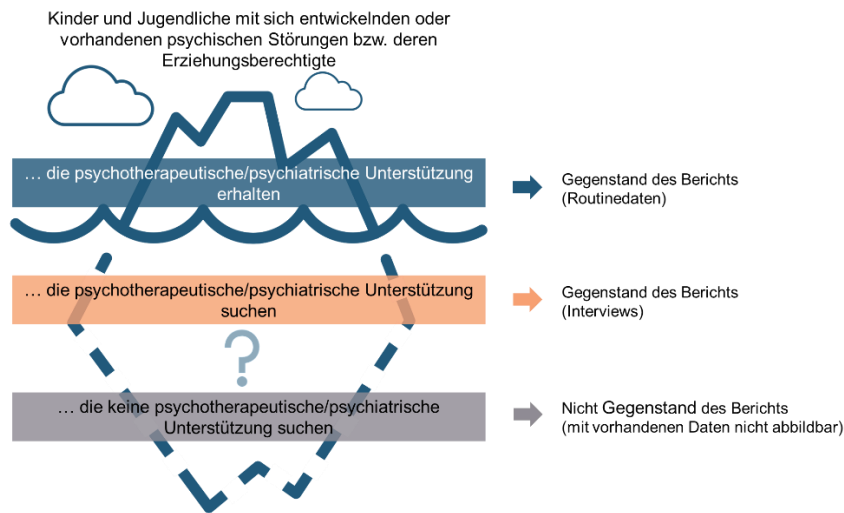 Kinder und Jugendliche mit sich entwickelnden oder
vorhandenen psychischen Störungen bzw. deren
Erziehungsberechtigte
… die psychotherapeutische/psychiatrische Unterstützung
erhalten
Gegenstand des Berichts
(Routinedaten)
… die psychotherapeutische/psychiatrische Unterstützung
suchen
Gegenstand des Berichts
(Interviews)
?
… die keine psychotherapeutische/psychiatrische
Unterstützung suchen
Nicht Gegenstand des Berichts
(mit vorhandenen Daten nicht abbildbar)